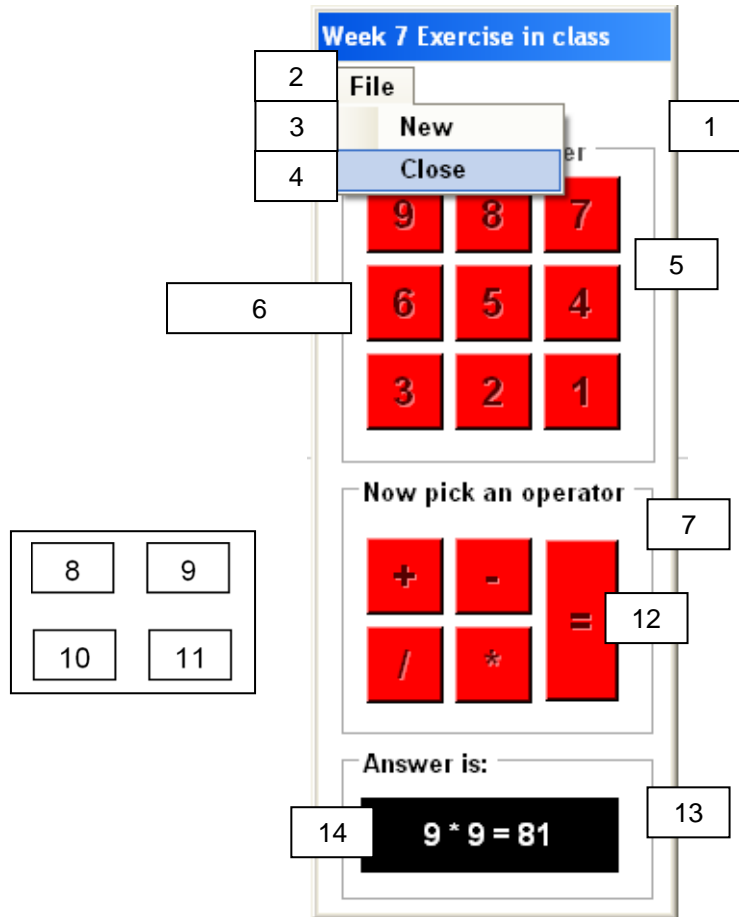 Week 7 Exercise in class
2 File
3 New 1
er
4 Close
9 8 7
5
6 6 5 4
3 2 1
Now pick an operator
7
8 9 + - =
12
10 11 / *
Answer is:
13
14 9 * 9 = 81